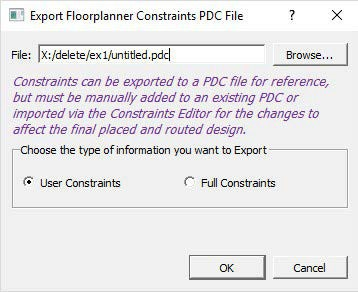 Export Floorplanner Constraints PDC File
File: X:/delete/ex1/untitled.pdc Browse...
Constraints can be exported to a PDC file for reference,
but must be manually added to an existing PDC or
imported via the Constraints Editor for the changes to
affect the final placed and routed design.
Choose the type of information you want to Export
User Constraints Full Constraints
OK Cancel